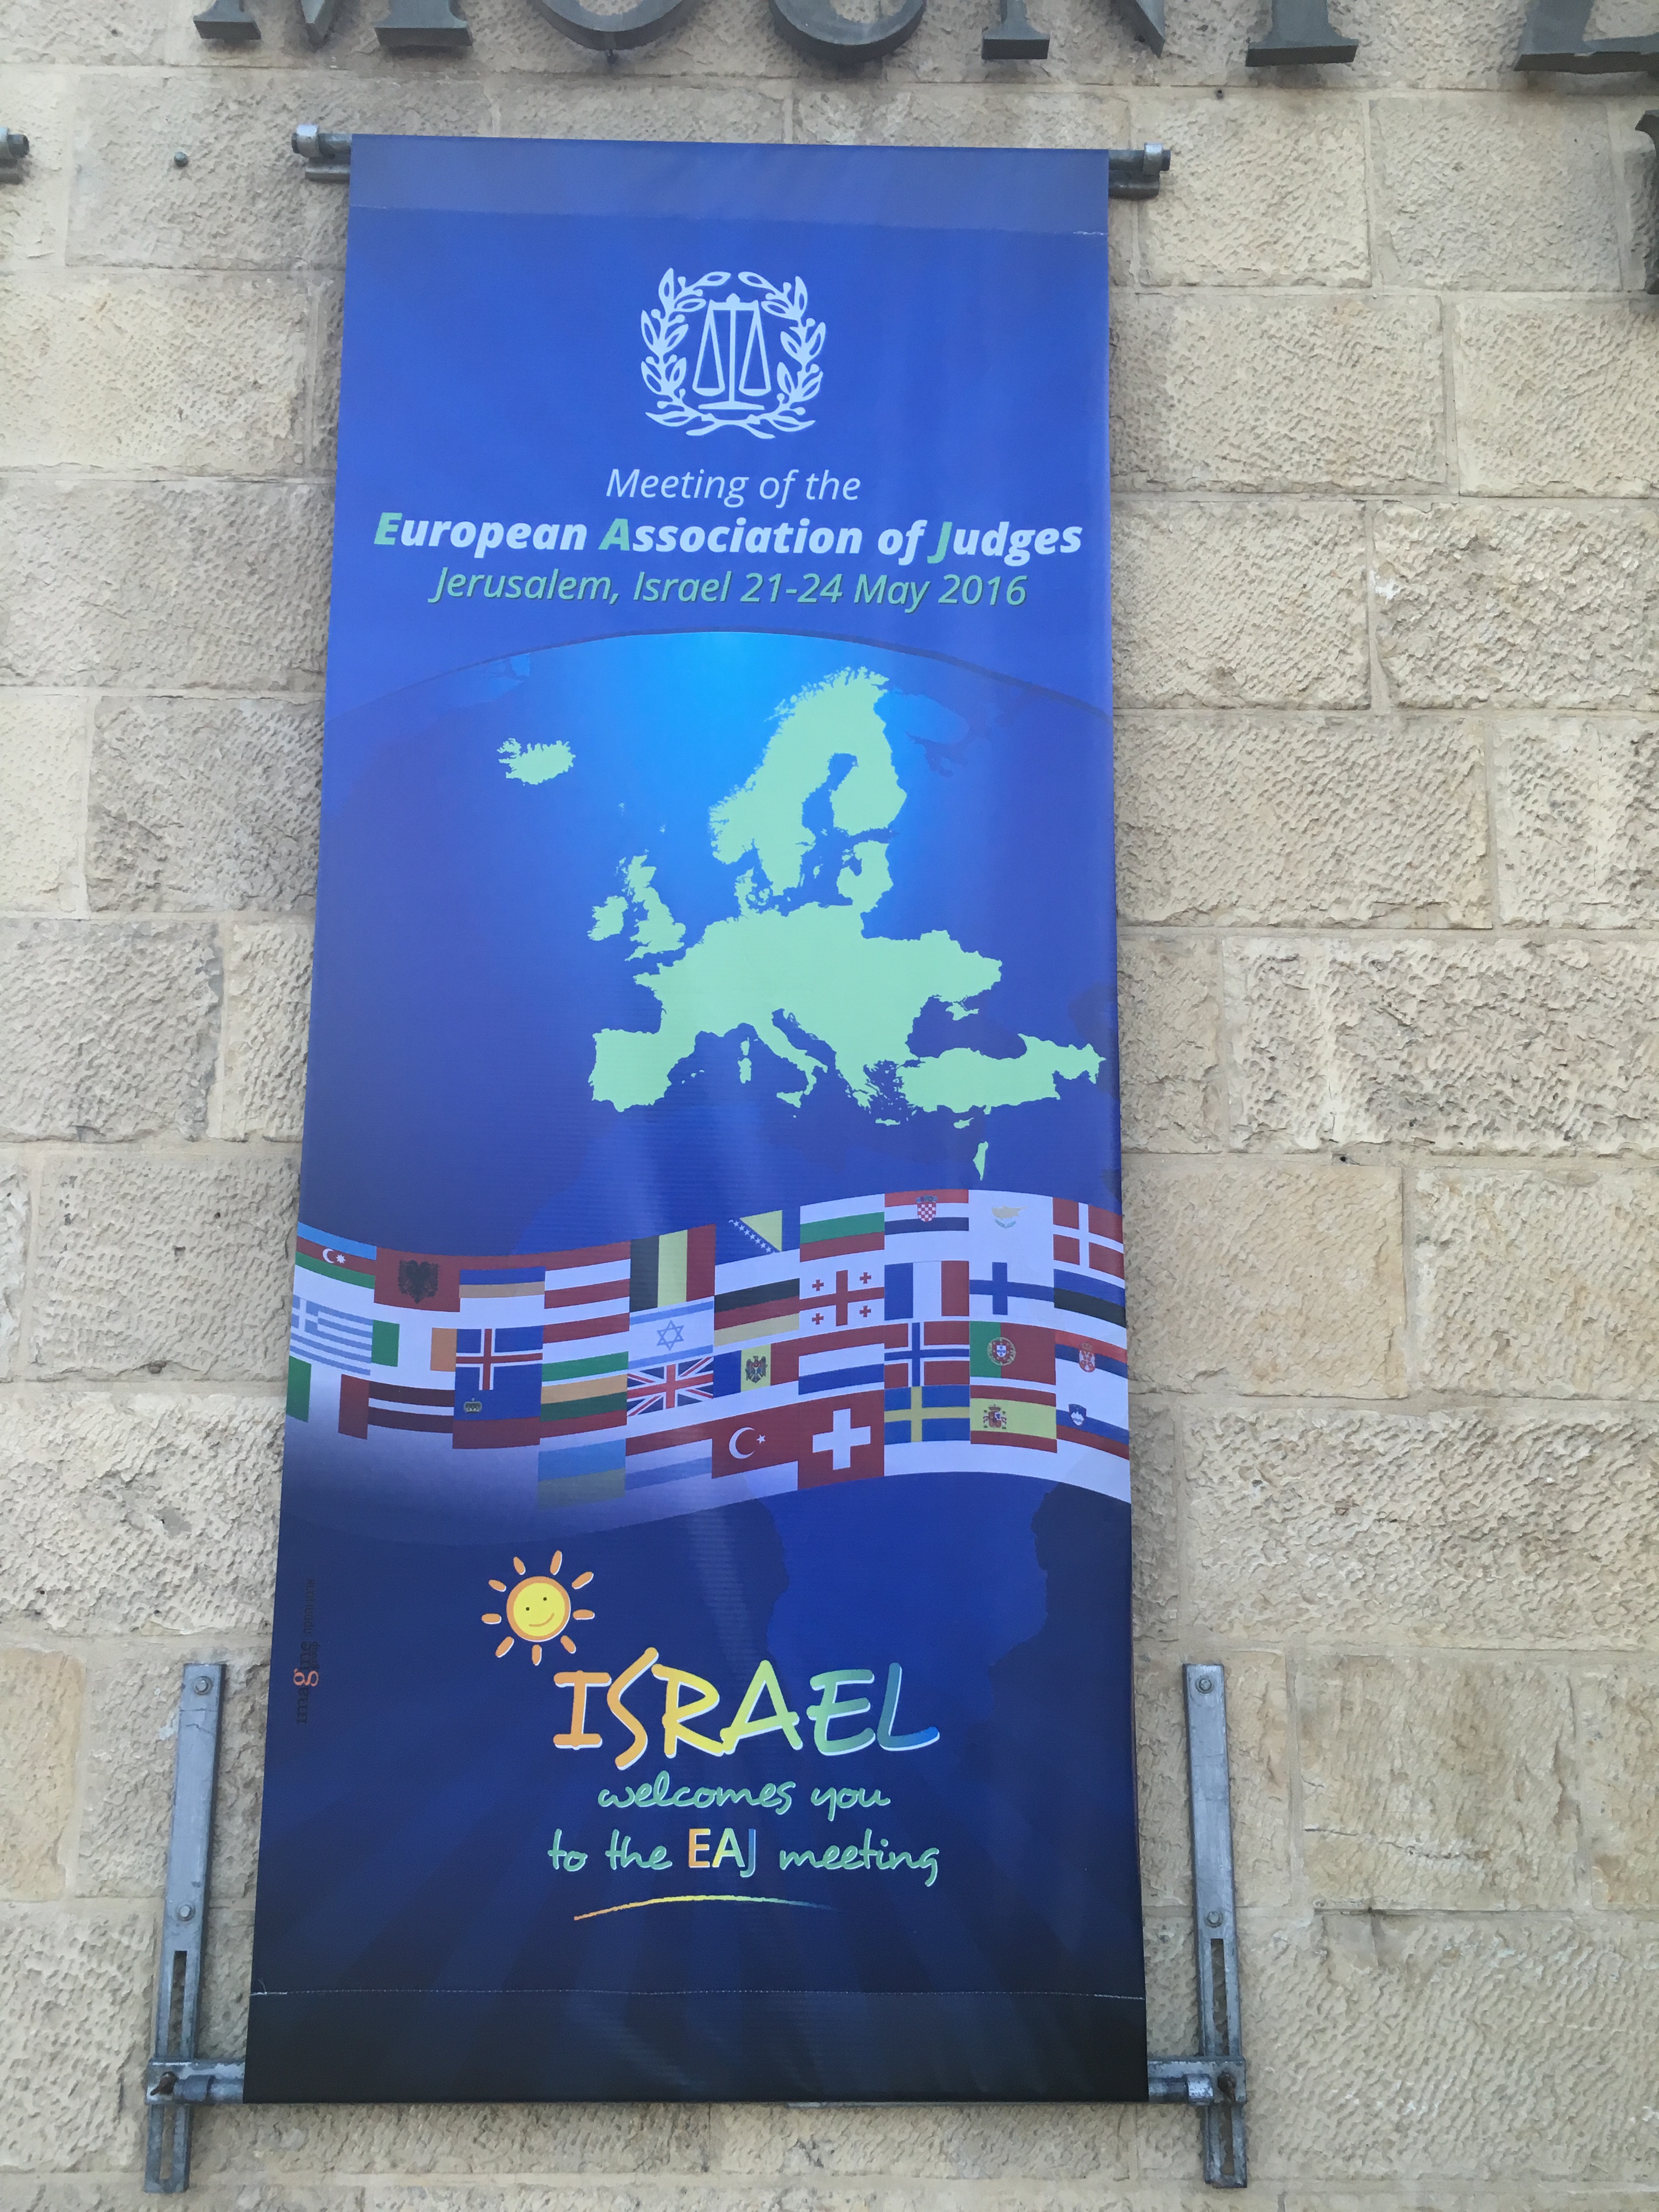 Meeting of the
European Association of Judges
Jerusalem, Israel 21-24 May 2016
ISRAEL
welcomes you
to the EAJ meeting